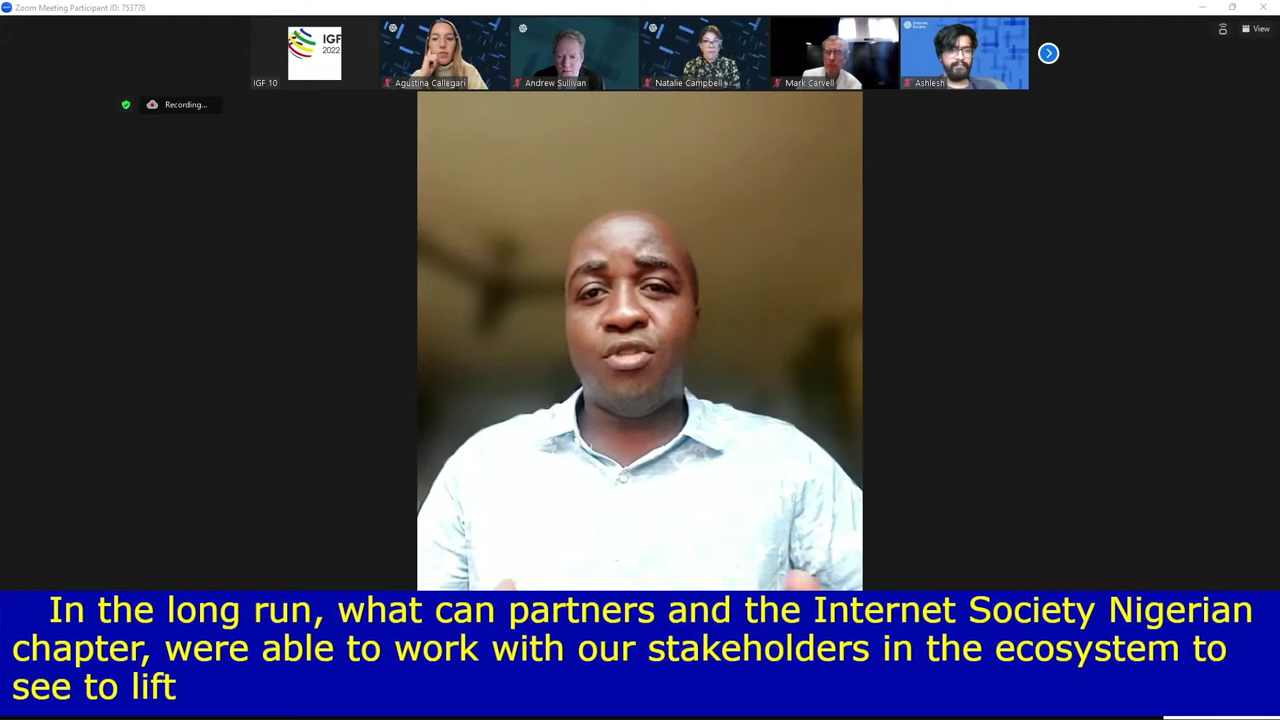 Zoom Meeting Participant ID: 753778
View
IGF
2022
IGF 10
Agustina Callegari
Andrew Sullivan
Natalie Campbell
Mark Carvell
Internet
Society
Ashlesh
Recording...
In the long run, what can partners and the Internet Society Nigerian
chapter, were able to work with our stakeholders in the ecosystem to
see to lift